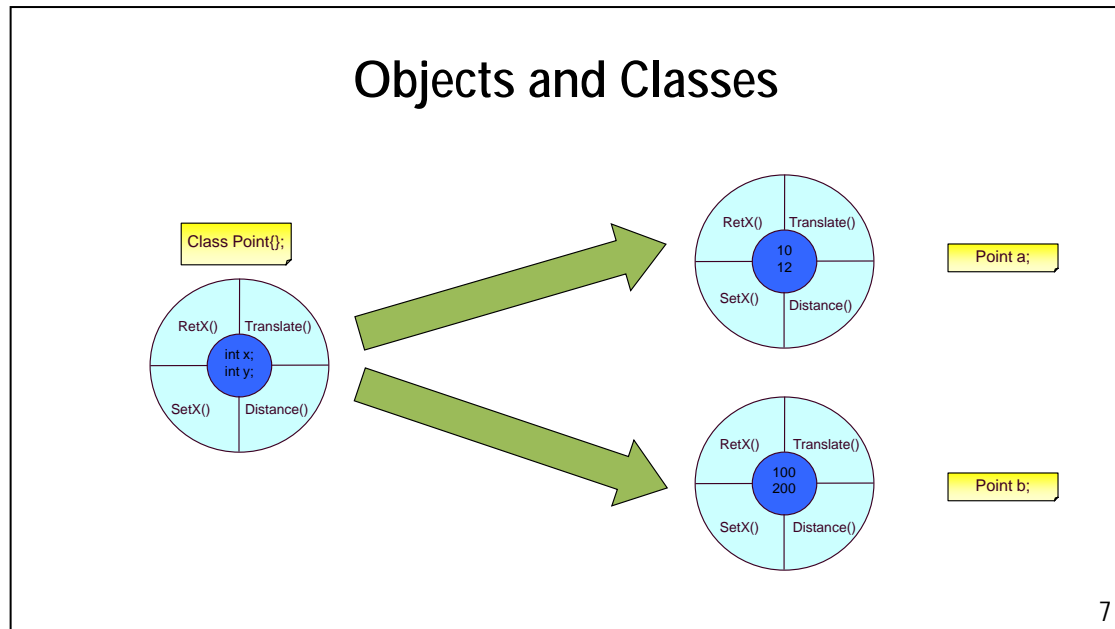 Objects and Classes
Class Point{};
RetX()
Translate()
int x;
int y;
SetX()
Distance()
RetX()
Translate()
10
12
SetX()
Distance()
Point a;
RetX()
Translate()
100
200
SetX()
Distance()
Point b;
7